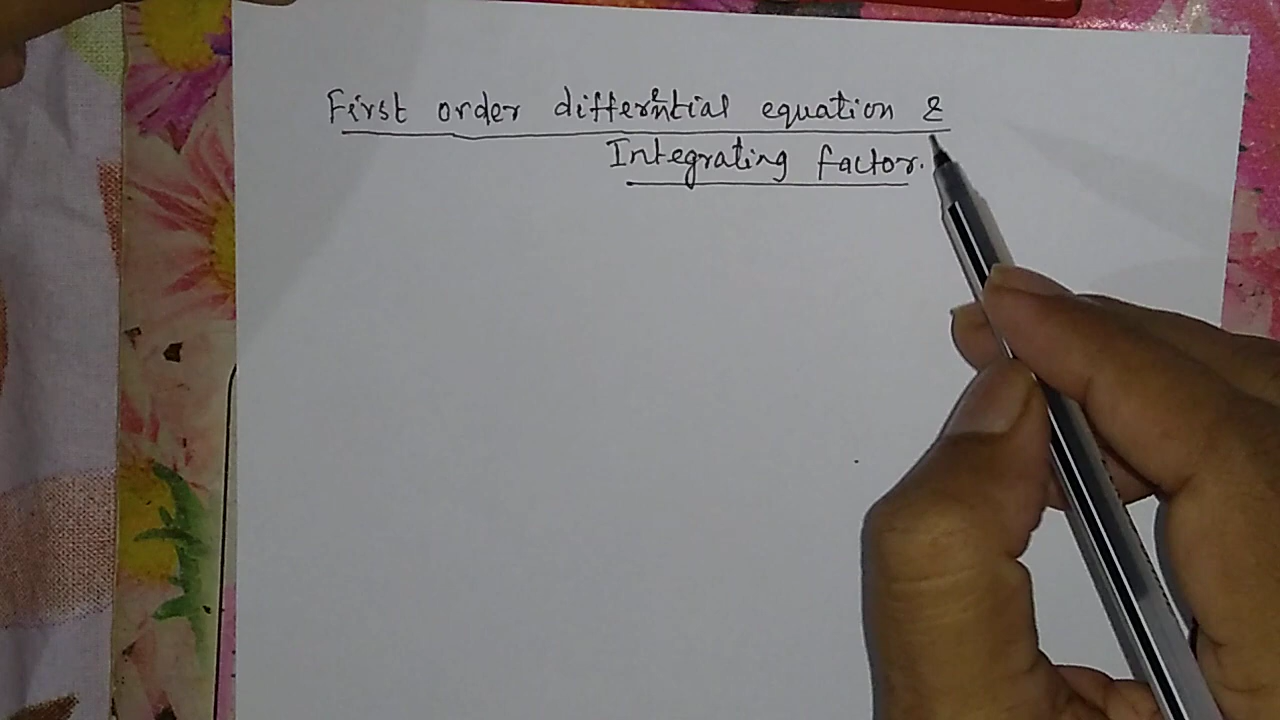 First order differential equation &
Integrating factor.